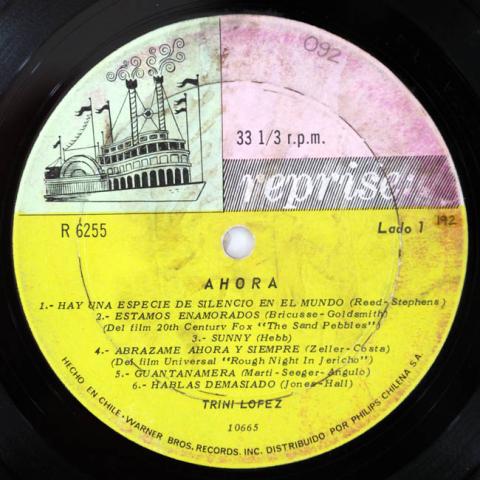 092
33 1/3 r.p.m.
reprise:
R 6255
Lado 1
192
AHORA
1.- HAY UNA ESPECIE DE SILENCIO EN EL MUNDO (Reed-Stephens)
2.- ESTAMOS ENAMORADOS (Bricusse-Goldsmith)
(Del film 20th Century Fox "The Sand Pebbles")
3.- SUNNY (Hebb)
4.- ABRAZAME AHORA Y SIEMPRE (Zeller-Costa)
(Del film Universal "Rough Night In Jericho")
5.- GUANTANAMERA (Marti-Seeger-Angulo)
6.- HABLAS DEMASIADO (Jones-Hall)
TRINI LOPEZ
10665
HECHO EN CHILE-WARNER BROS. RECORDS. INC. DISTRIBUIDO POR PHILIPS CHILENA S.A.